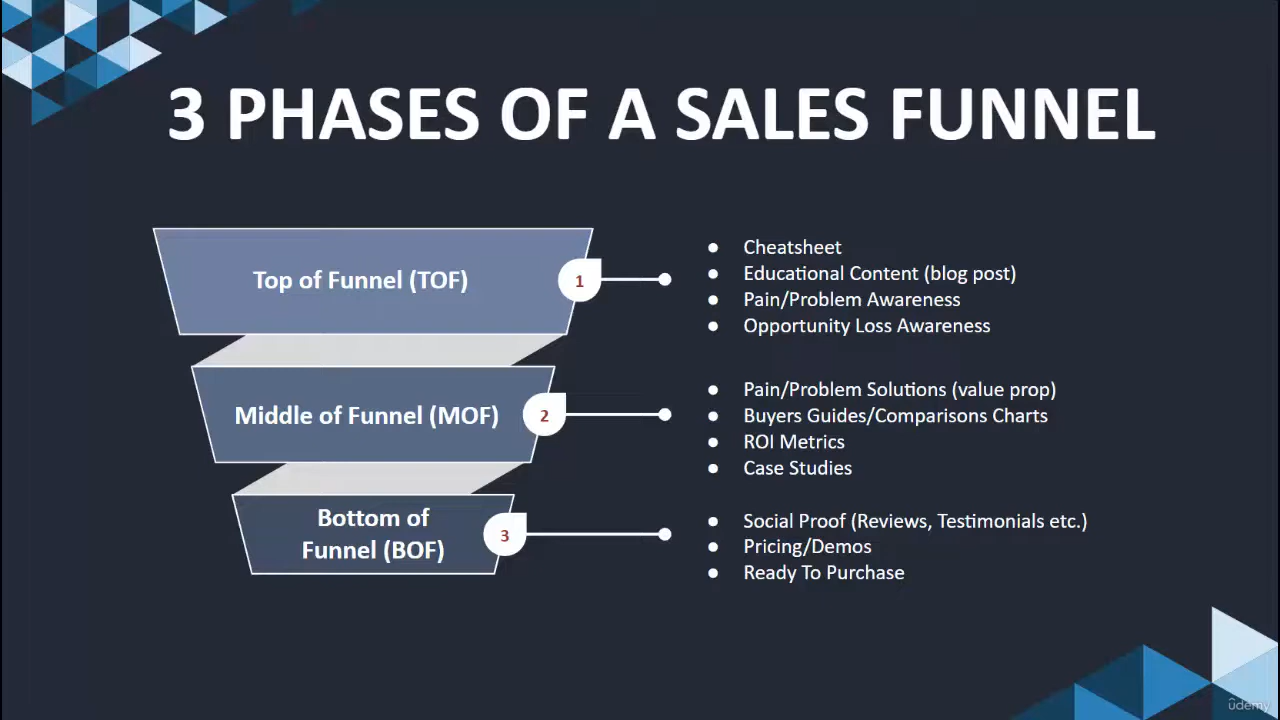 3 PHASES OF A SALES FUNNEL
Top of Funnel (TOF)
1
● Cheatsheet
● Educational Content (blog post)
● Pain/Problem Awareness
● Opportunity Loss Awareness
Middle of Funnel (MOF)
2
● Pain/Problem Solutions (value prop)
● Buyers Guides/Comparisons Charts
● ROI Metrics
● Case Studies
Bottom of
Funnel (BOF)
3
● Social Proof (Reviews, Testimonials etc.)
● Pricing/Demos
● Ready To Purchase
ûdemy